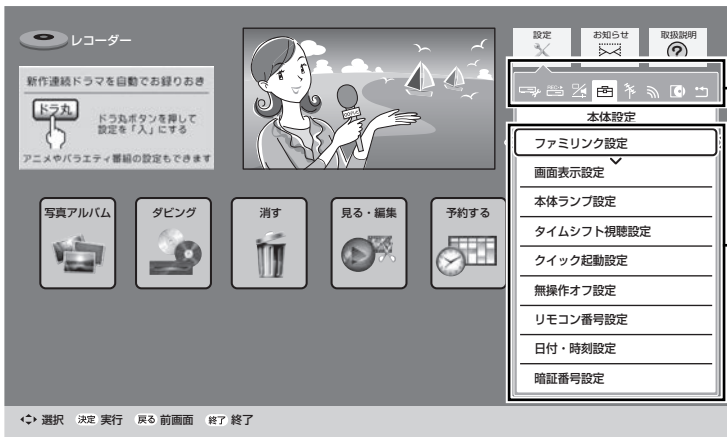 レコーダー
新作連続ドラマを自動でお録りおき
ドラ丸
ドラ丸ボタンを押して
設定を「入」にする
アニメやバラエティ番組の設定もできます
設定
お知らせ
取扱説明
本体設定
ファミリンク設定
画面表示設定
本体ランプ設定
タイムシフト視聴設定
クイック起動設定
無操作オフ設定
リモコン番号設定
日付・時刻設定
暗証番号設定
写真アルバム
ダビング
消す
見る・編集
予約する
選択 決定 実行 戻る 前画面 終了 終了